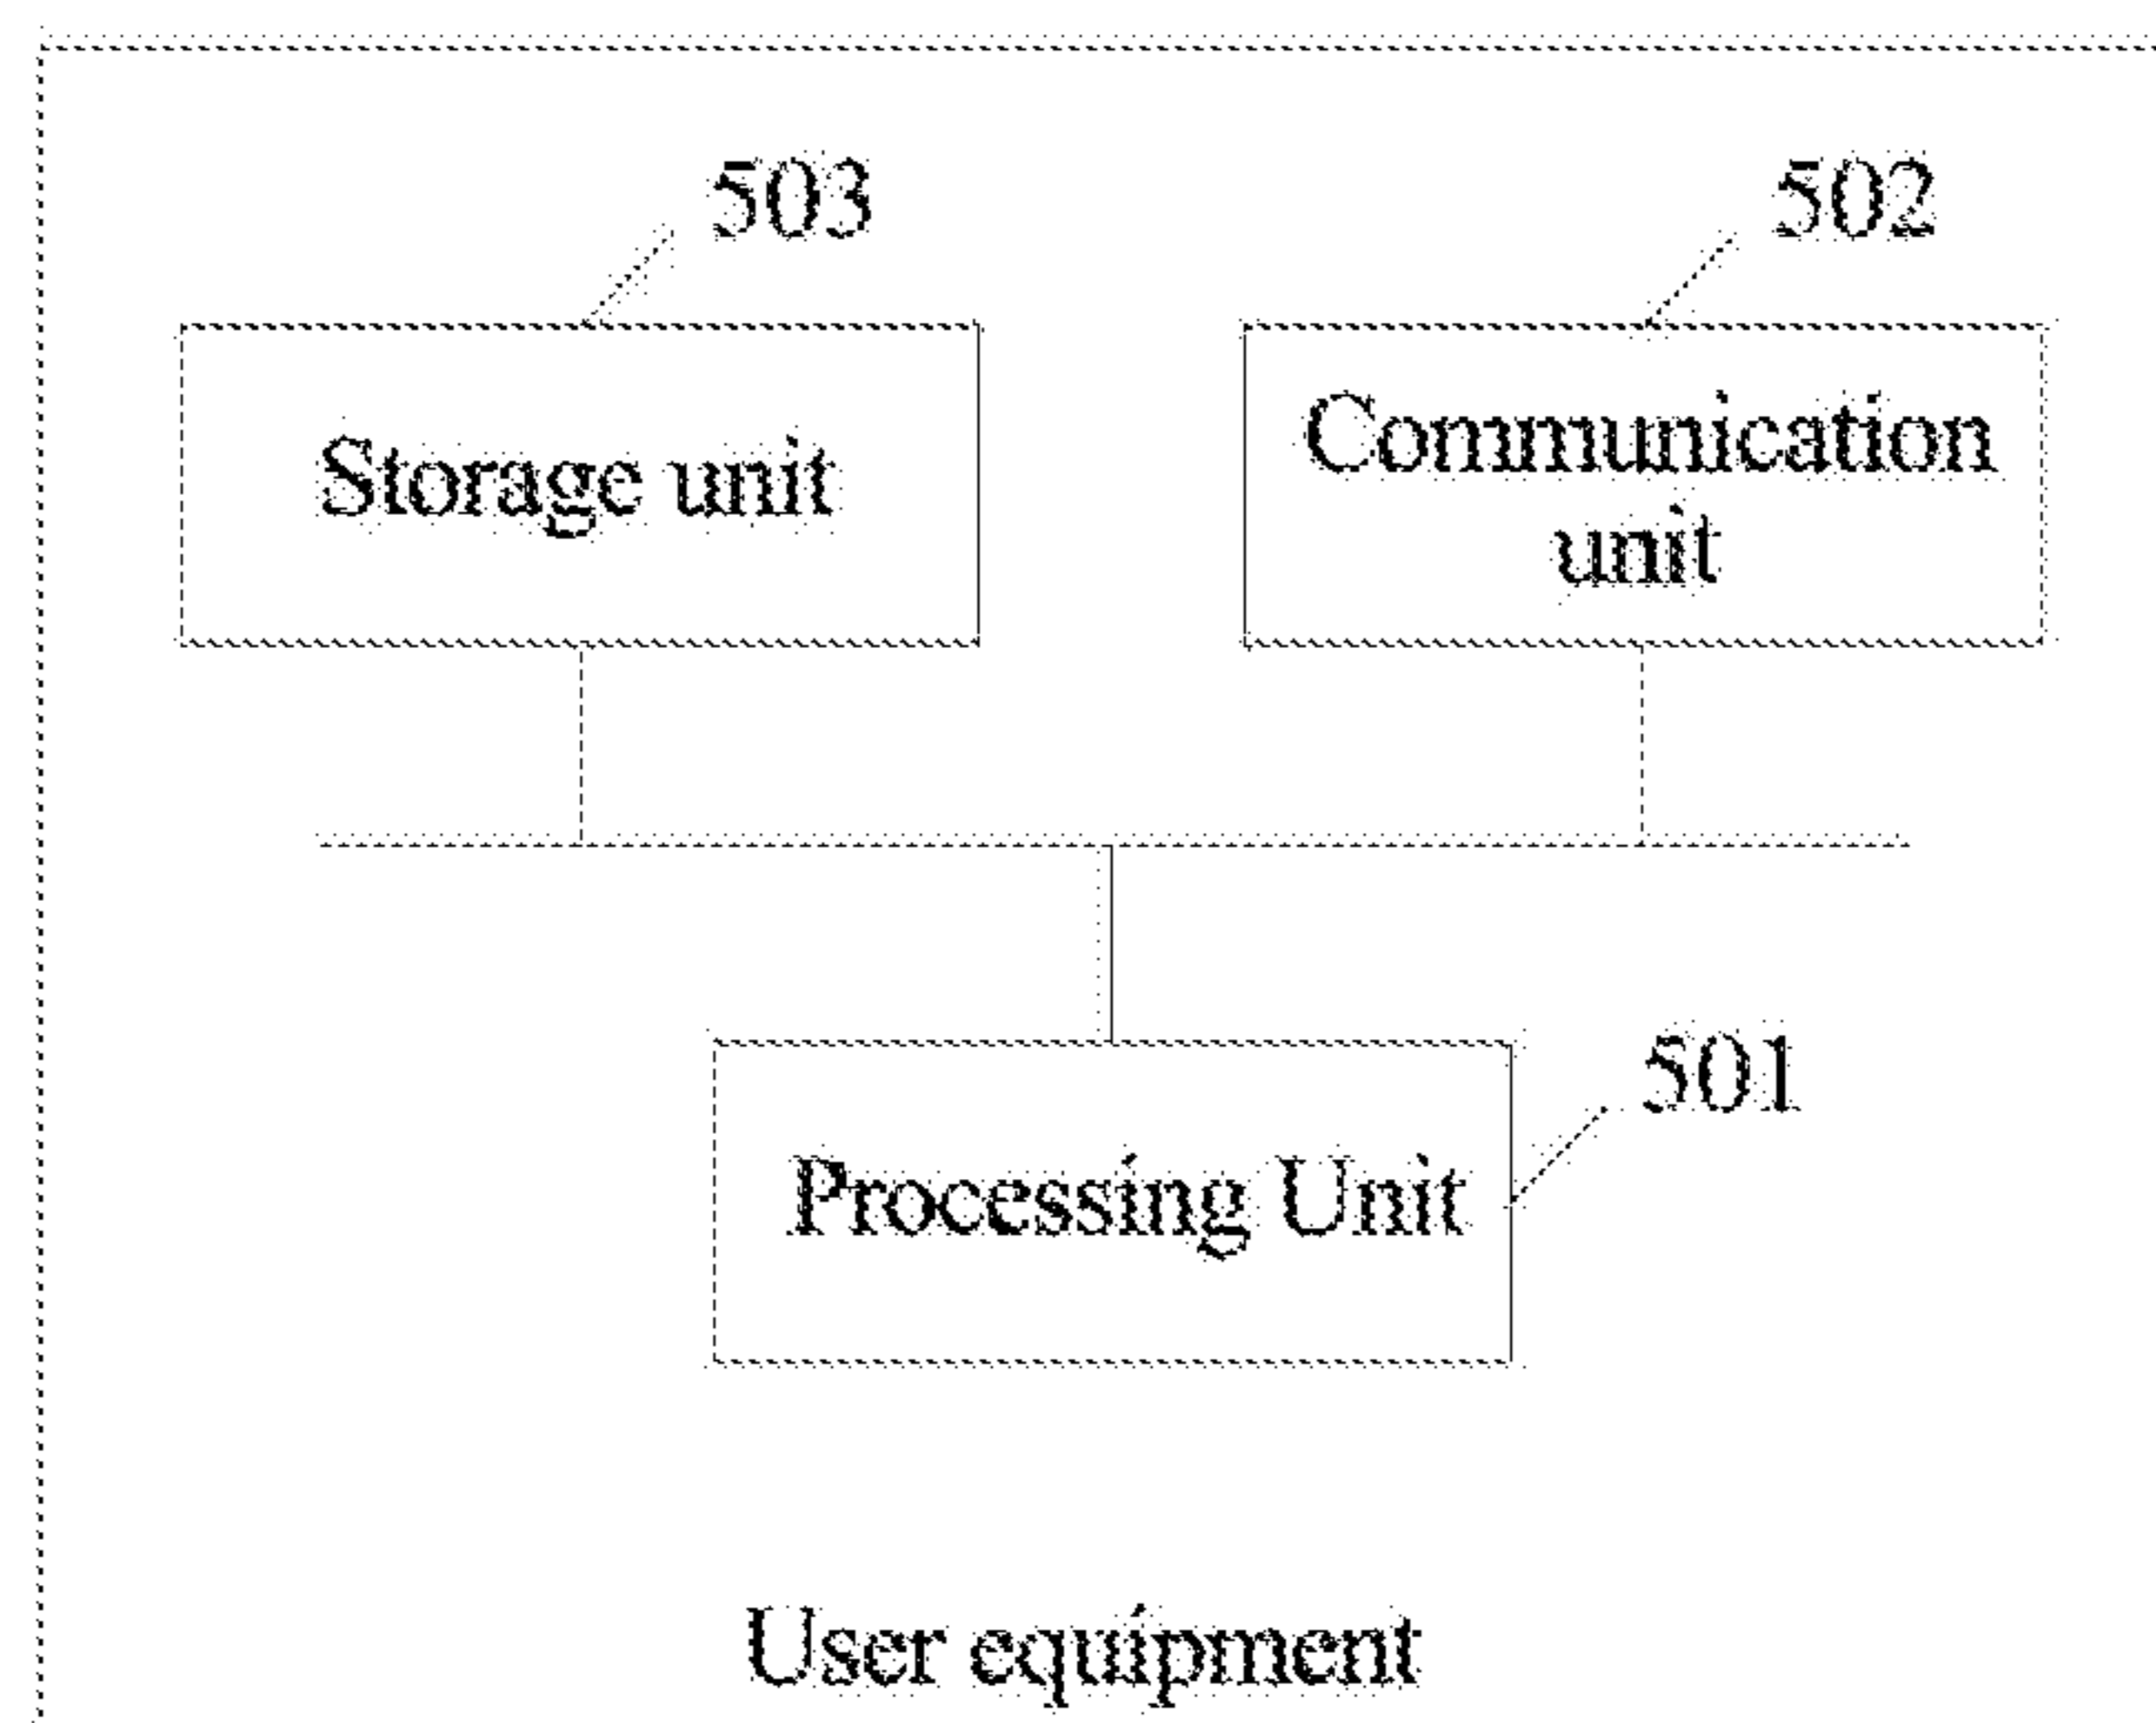 503
502
Storage unit
Communication
unit
501
Processing Unit
User equipment